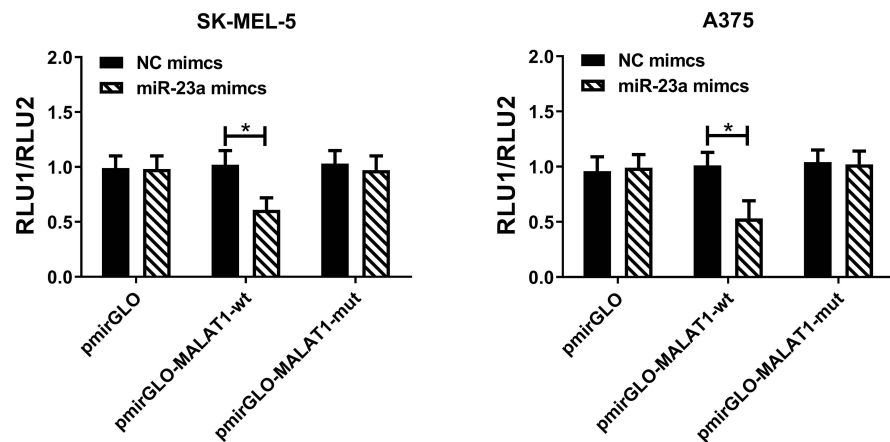 SK-MEL-5
2.0
1.5
1.0
0.5
0.0
RLU1/RLU2
NC mimcs
miR-23a mimcs
*
pmirGLO
pmirGLO-MALAT1-wt
pmirGLO-MALAT1-mut
A375
2.0
1.5
1.0
0.5
0.0
RLU1/RLU2
NC mimcs
miR-23a mimcs
*
pmirGLO
pmirGLO-MALAT1-wt
pmirGLO-MALAT1-mut